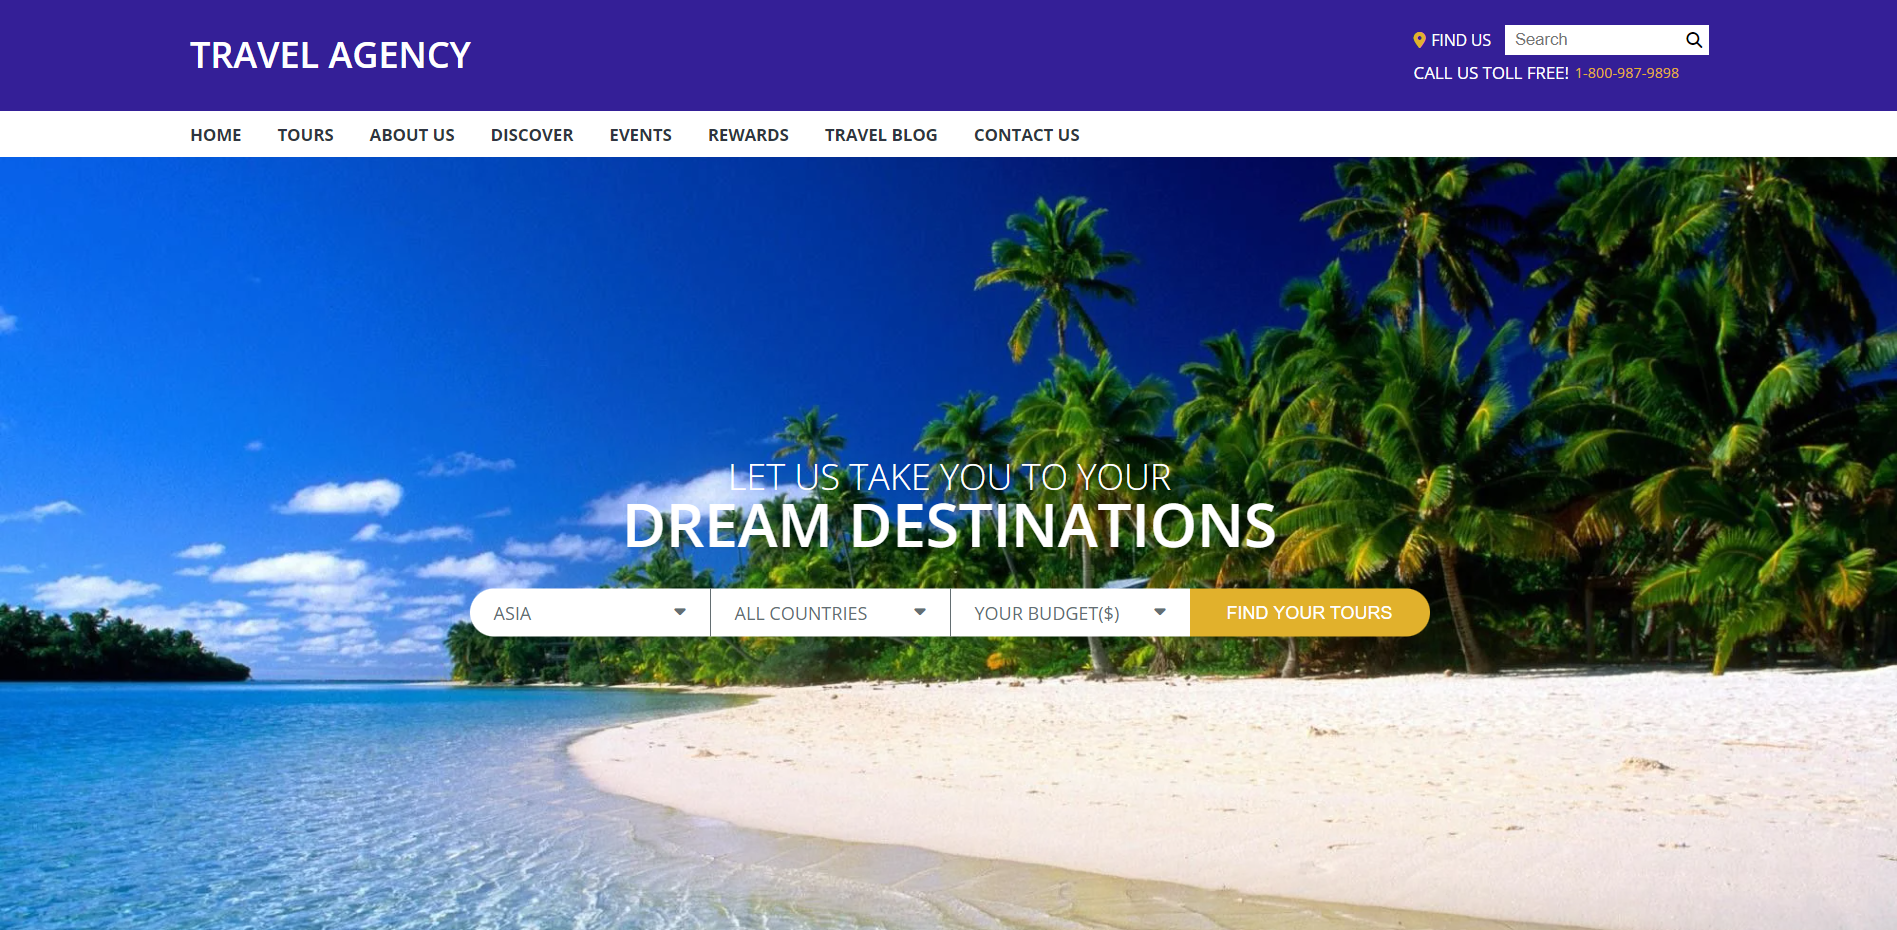 TRAVEL AGENCY
FIND US
Search
CALL US TOLL FREE! 1-800-987-9898
HOME TOURS ABOUT US DISCOVER EVENTS REWARDS TRAVEL BLOG CONTACT US
LET US TAKE YOU TO YOUR
DREAM DESTINATIONS
ASIA ALL COUNTRIES YOUR BUDGET($) FIND YOUR TOURS